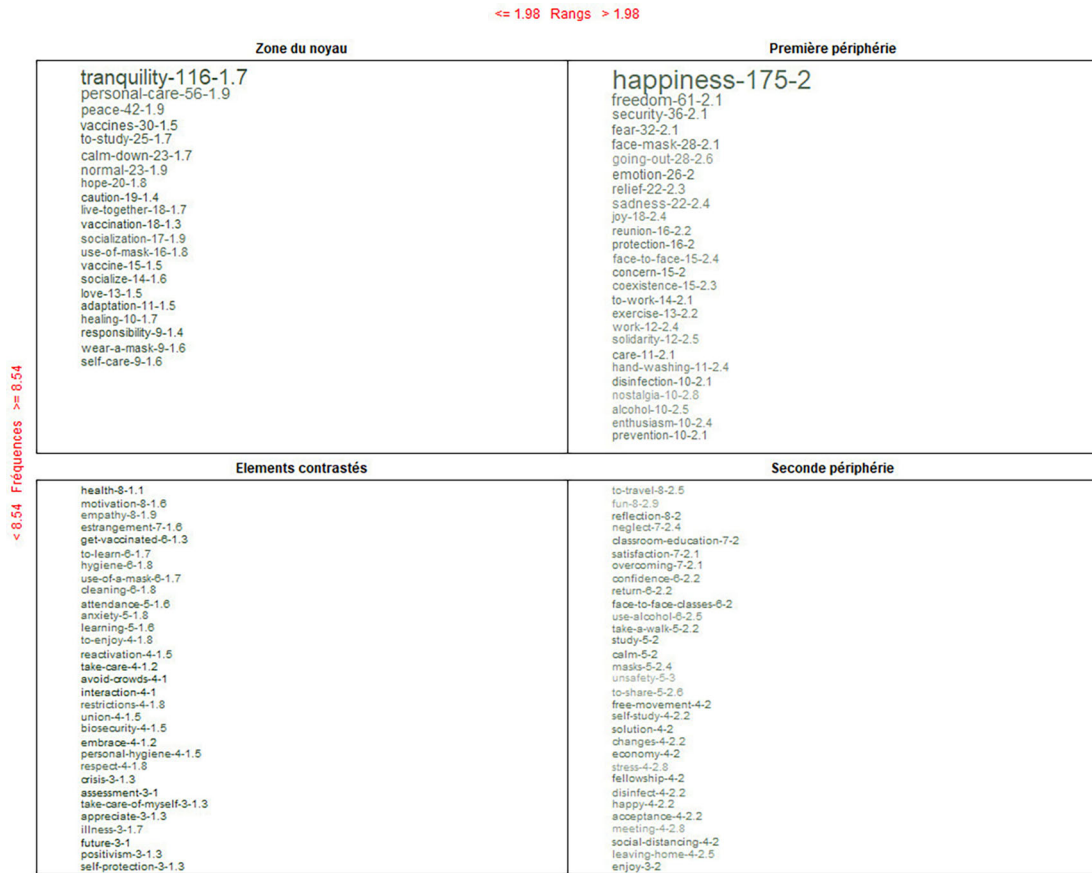 <= 1.98 Rangs > 1.98
Zone du noyau
tranquility-116-1.7
personal-care-56-1.9
peace-42-1.9
vaccines-30-1.5
to-study-25-1.7
calm-down-23-1.7
normal-23-1.9
hope-20-1.8
caution-19-1.4
live-together-18-1.7
vaccination-18-1.3
socialization-17-1.9
use-of-mask-16-1.8
vaccine-15-1.5
socialize-14-1.6
love-13-1.5
adaptation-11-1.5
healing-10-1.7
responsibility-9-1.4
wear-a-mask-9-1.6
self-care-9-1.6
Première périphérie
happiness-175-2
freedom-61-2.1
security-36-2.1
fear-32-2.1
face-mask-28-2.1
going-out-28-2.6
emotion-26-2
relief-22-2.3
sadness-22-2.4
joy-18-2.4
reunion-16-2.2
protection-16-2
face-to-face-15-2.4
concern-15-2
coexistence-15-2.3
to-work-14-2.1
exercise-13-2.2
work-12-2.4
solidarity-12-2.5
care-11-2.1
hand-washing-11-2.4
disinfection-10-2.1
nostalgia-10-2.8
alcohol-10-2.5
enthusiasm-10-2.4
prevention-10-2.1
< 8.54 Fréquences >= 8.54
Elements contrastés
health-8-1.1
motivation-8-1.6
empathy-8-1.9
estrangement-7-1.6
get-vaccinated-6-1.3
to-learn-6-1.7
hygiene-6-1.8
use-of-a-mask-6-1.7
cleaning-6-1.8
attendance-5-1.6
anxiety-5-1.8
learning-5-1.6
to-enjoy-4-1.8
reactivation-4-1.5
take-care-4-1.2
avoid-crowds-4-1
interaction-4-1
restrictions-4-1.8
union-4-1.5
biosecurity-4-1.5
embrace-4-1.2
personal-hygiene-4-1.5
respect-4-1.8
crisis-3-1.3
assessment-3-1
take-care-of-myself-3-1.3
appreciate-3-1.3
illness-3-1.7
future-3-1
positivism-3-1.3
self-protection-3-1.3
Seconde périphérie
to-travel-8-2.5
fun-8-2.9
reflection-8-2
neglect-7-2.4
classroom-education-7-2
satisfaction-7-2.1
overcoming-7-2.1
confidence-6-2.2
return-6-2.2
face-to-face-classes-6-2
use-alcohol-6-2.5
take-a-walk-5-2.2
study-5-2
calm-5-2
masks-5-2.4
unsafety-5-3
to-share-5-2.6
free-movement-4-2
self-study-4-2.2
solution-4-2
changes-4-2.2
economy-4-2
stress-4-2.8
fellowship-4-2
disinfect-4-2.2
happy-4-2.2
acceptance-4-2.2
meeting-4-2.8
social-distancing-4-2
leaving-home-4-2.5
enjoy-3-2